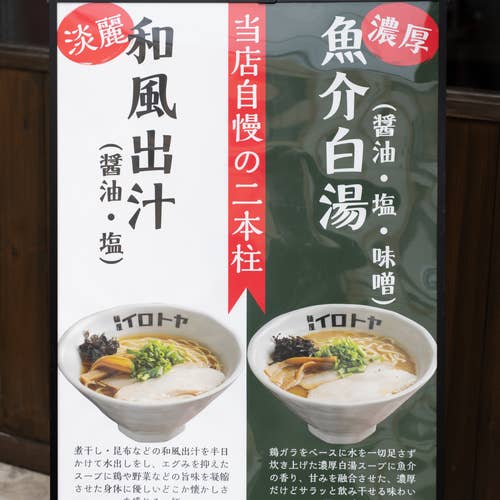 濃厚
魚介白湯
(醤油・塩・味噌)
当店自慢の二本柱
淡麗
和風出汁
(醤油・塩)
麺屋 イロトヤ
煮干し・昆布などの和風出汁を半日
かけて水出しをし、エグみを抑えた
スープに鶏や野菜などの旨味を凝縮
させた身体に優しいどこか懐かしさ
麺屋 イロトヤ
鶏ガラをベースに水を一切足さず
炊き上げた濃厚白湯スープに魚介
の香り、甘みを融合させた、濃厚
だけどサラッと飲み干せる味わい